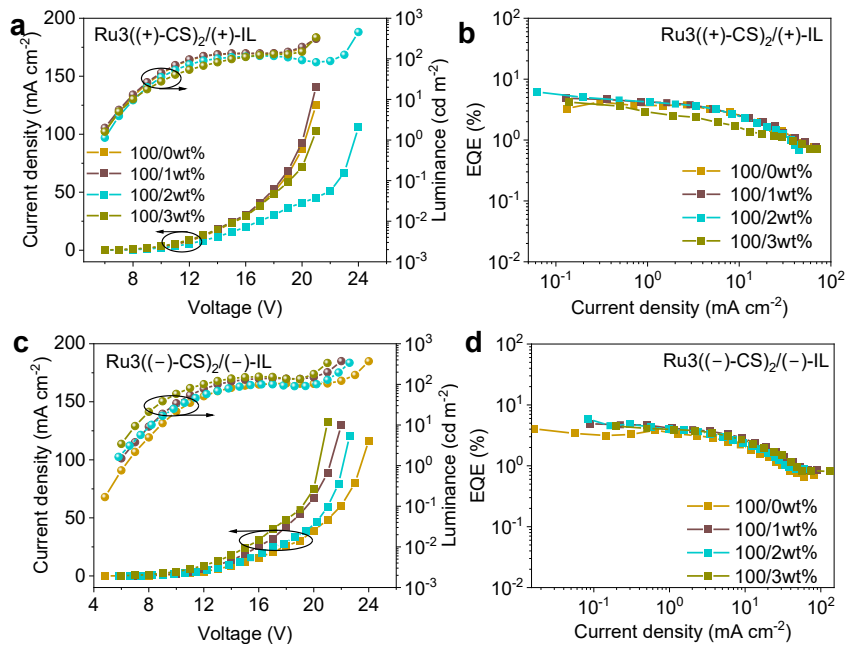 a
Ru3((+)-CS)2/(+)-IL
Current density (mA cm-2)
200
175
150
125
100
75
50
25
0
100/0wt%
100/1wt%
100/2wt%
100/3wt%
8
12
16
20
24
Voltage (V)
10^3
10^2
10^1
10^0
10^-1
10^-2
10^-3
Luminance (cd m-2)
b
Ru3((+)-CS)2/(+)-IL
EQE (%)
10^2
10^1
10^0
10^-1
10^-2
100/0wt%
100/1wt%
100/2wt%
100/3wt%
10^-1
10^0
10^1
10^2
Current density (mA cm-2)
c
Ru3((−)-CS)2/(−)-IL
Current density (mA cm-2)
200
175
150
125
100
75
50
25
0
4
8
12
16
20
24
Voltage (V)
10^3
10^2
10^1
10^0
10^-1
10^-2
10^-3
Luminance (cd m-2)
d
Ru3((−)-CS)2/(−)-IL
EQE (%)
10^2
10^1
10^0
10^-1
10^-2
100/0wt%
100/1wt%
100/2wt%
100/3wt%
10^-1
10^0
10^1
10^2
Current density (mA cm-2)